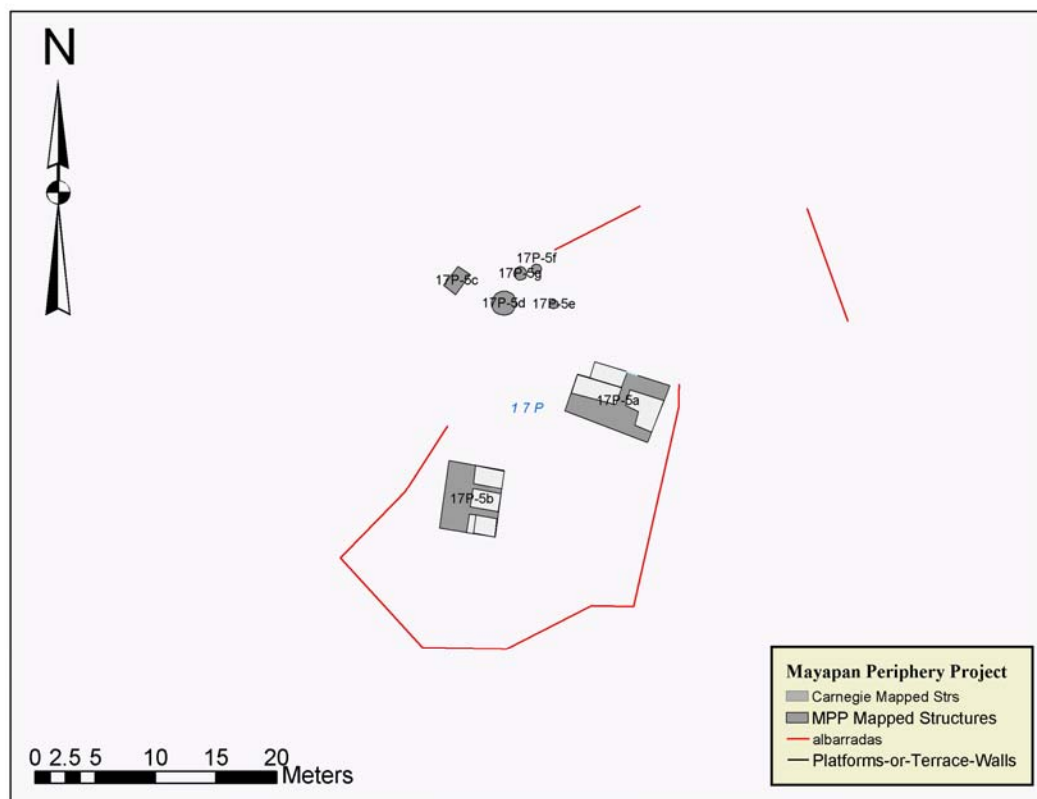 N
17P-5f
17P-5g
17P-5c
17P-5d
17P-5e
17P-5a
17P
17P-5b
Mayapan Periphery Project
Carnegie Mapped Strs
MPP Mapped Structures
albarradas
Platforms-or-Terrace-Walls
0 2.5 5 10 15 20
Meters